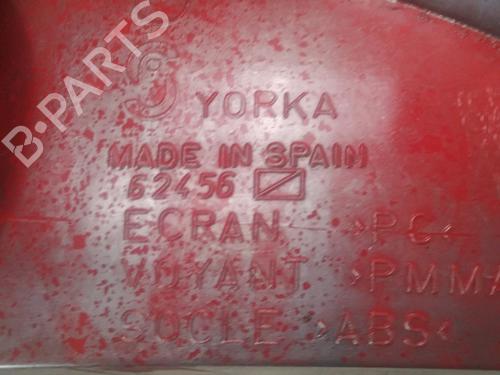 B-PARTS
YORKA
MADE IN SPAIN
62456
ECRAN >PC<
VOYANT >PMMA
SOCLE >ABS<